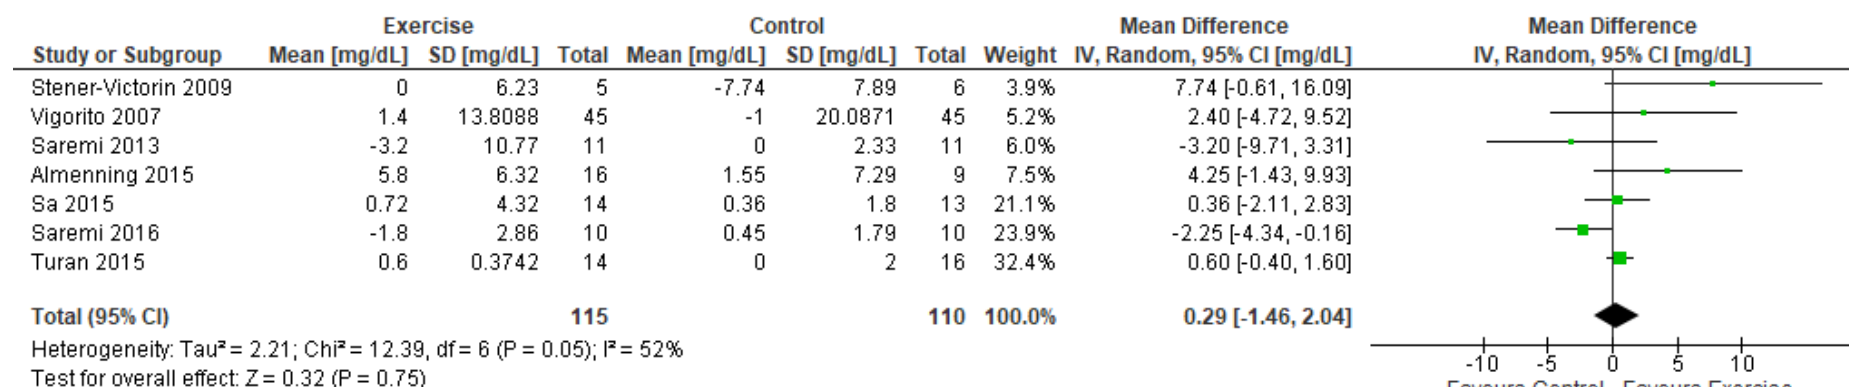 Exercise Control Mean Difference Mean Difference
Study or Subgroup Mean [mg/dL] SD [mg/dL] Total Mean [mg/dL] SD [mg/dL] Total Weight IV, Random, 95% CI [mg/dL] IV, Random, 95% CI [mg/dL]
Stener-Victorin 2009 0 6.23 5 -7.74 7.89 6 3.9% 7.74 [-0.61, 16.09]
Vigorito 2007 1.4 13.8088 45 -1 20.0871 45 5.2% 2.40 [-4.72, 9.52]
Saremi 2013 -3.2 10.77 11 0 2.33 11 6.0% -3.20 [-9.71, 3.31]
Almenning 2015 5.8 6.32 16 1.55 7.29 9 7.5% 4.25 [-1.43, 9.93]
Sa 2015 0.72 4.32 14 0.36 1.8 13 21.1% 0.36 [-2.11, 2.83]
Saremi 2016 -1.8 2.86 10 0.45 1.79 10 23.9% -2.25 [-4.34, -0.16]
Turan 2015 0.6 0.3742 14 0 2 16 32.4% 0.60 [-0.40, 1.60]
Total (95% CI) 115 110 100.0% 0.29 [-1.46, 2.04]
Heterogeneity: Tau² = 2.21; Chi² = 12.39, df = 6 (P = 0.05); I² = 52%
Test for overall effect: Z = 0.32 (P = 0.75)
-10 -5 0 5 10
Favours Control Favours Exercise